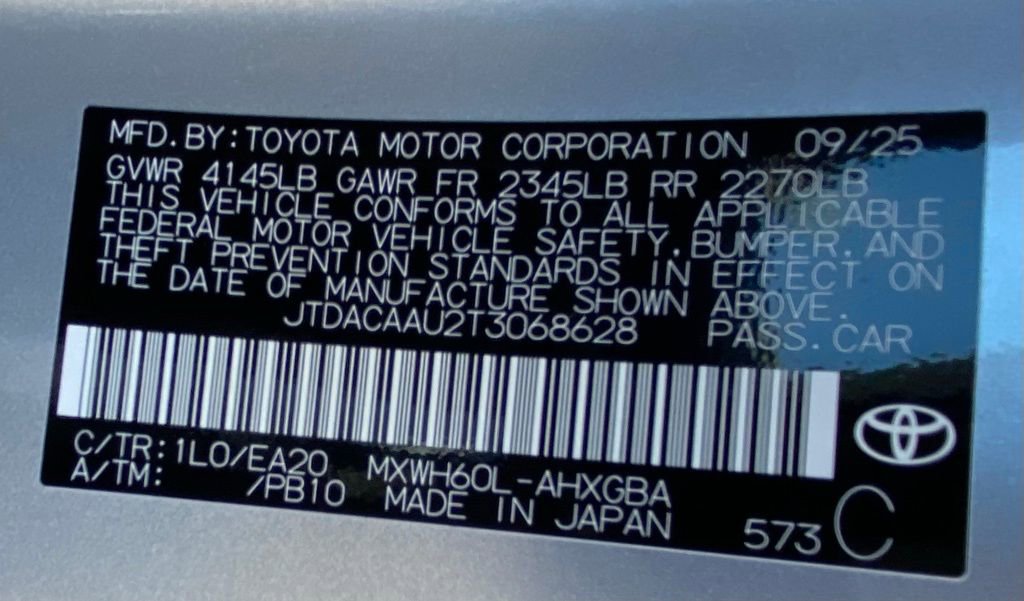 MFD.BY:TOYOTA MOTOR CORPORATION 09/25
GVWR 4145LB GAWR FR 2345LB RR 2270LB
THIS VEHICLE CONFORMS TO ALL APPLICABLE
FEDERAL MOTOR VEHICLE SAFETY,BUMPER,AND
THEFT PREVENTION STANDARDS IN EFFECT ON
THE DATE OF MANUFACTURE SHOWN ABOVE.
JTDACAAU2T3068628 PASS.CAR
C/TR:1L0/EA20 MXWH60L-AHXGBA
A/TM: /PB10 MADE IN JAPAN 573 C